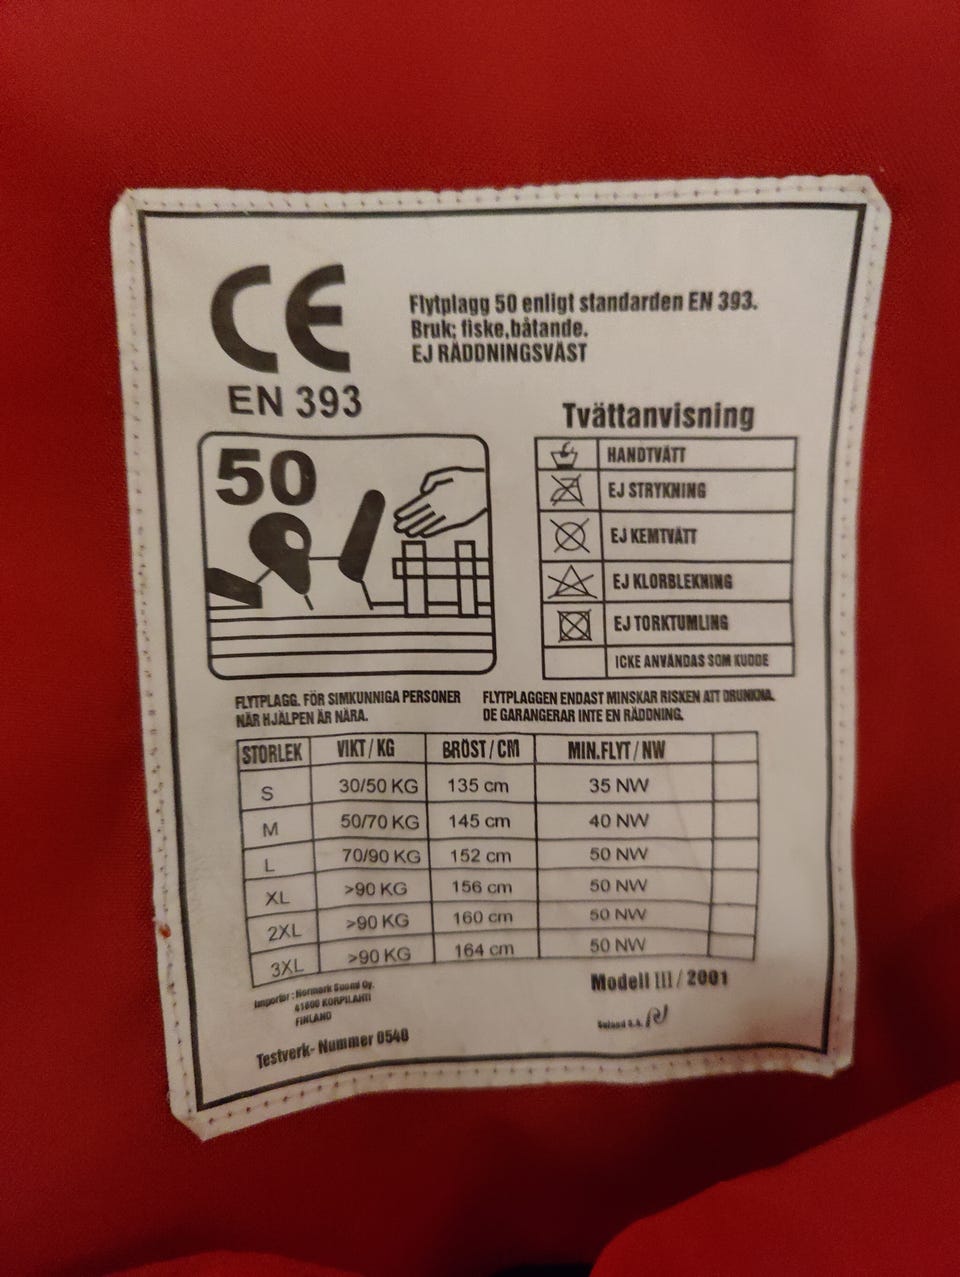 CE
EN 393
Flytplagg 50 enligt standarden EN 393.
Bruk; fiske,båtande.
EJ RÄDDNINGSVÄST
50
Tvättanvisning
HANDTVÄTT
EJ STRYKNING
EJ KEMTVÄTT
EJ KLORBLEKNING
EJ TORKTUMLING
ICKE ANVÄNDAS SOM KUDDE
FLYTPLAGG. FÖR SIMKUNNIGA PERSONER
NÄR HJÄLPEN ÄR NÄRA.
FLYTPLAGGEN ENDAST MINSKAR RISKEN ATT DRUNKNA.
DE GARANGERAR INTE EN RÄDDNING.
STORLEK VIKT / KG BRÖST / CM MIN.FLYT / NW
S 30/50 KG 135 cm 35 NW
M 50/70 KG 145 cm 40 NW
L 70/90 KG 152 cm 50 NW
XL >90 KG 156 cm 50 NW
2XL >90 KG 160 cm 50 NW
3XL >90 KG 164 cm 50 NW
Importor : Normark Suomi Oy.
41800 KORPILAHTI
FINLAND
Testverk- Nummer 0540
Modell III / 2001
S.A.